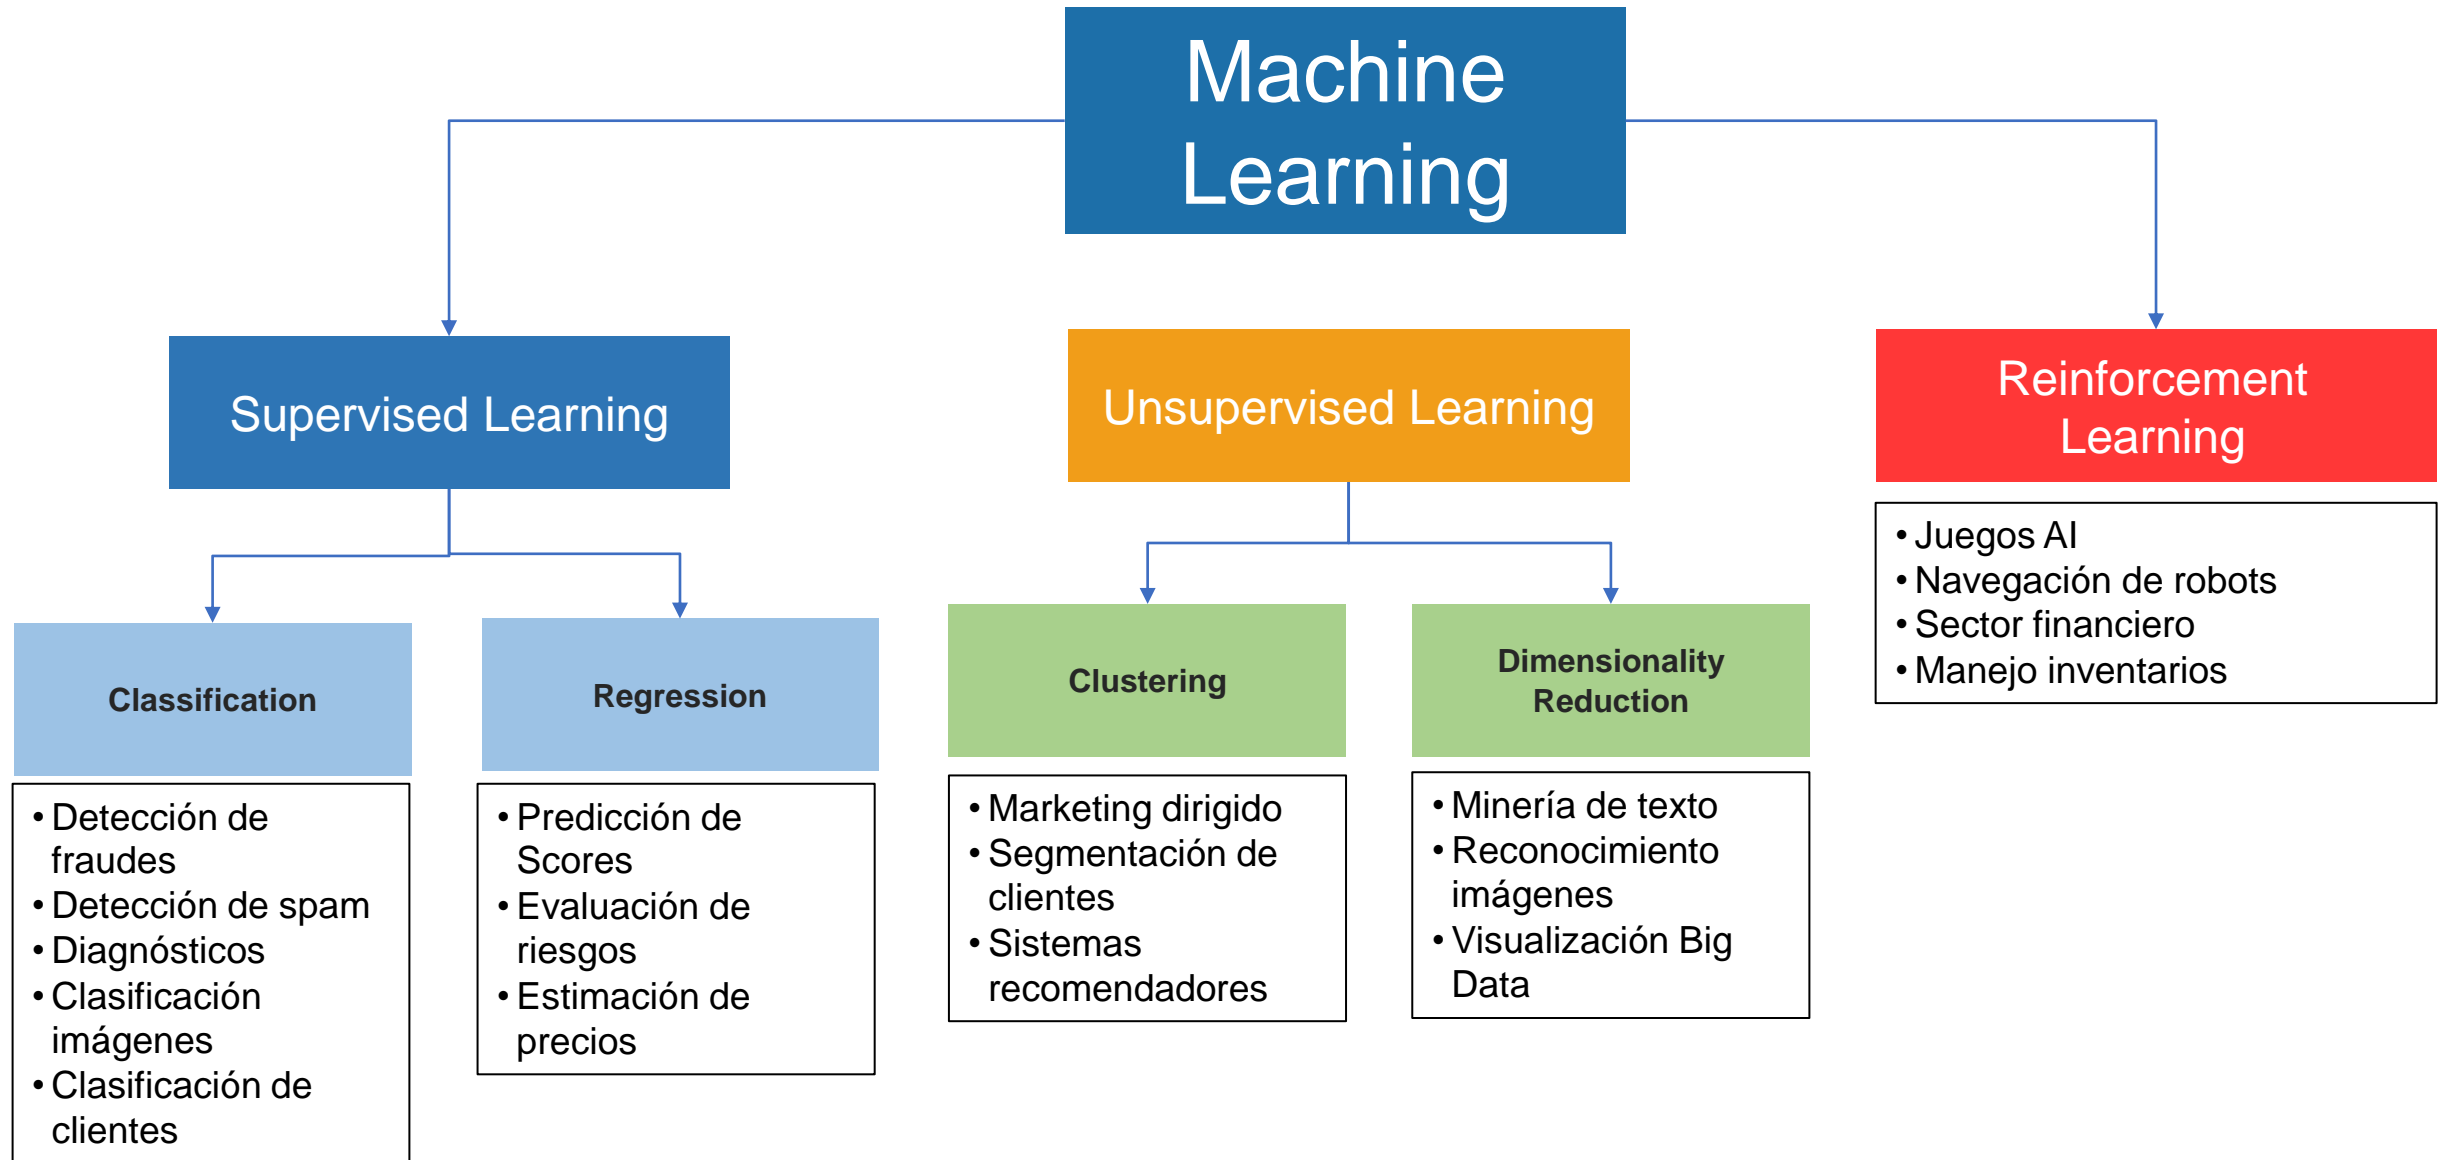 Machine
Learning
Supervised Learning
Unsupervised Learning
Reinforcement
Learning
• Juegos AI
• Navegación de robots
• Sector financiero
• Manejo inventarios
Classification
Regression
Clustering
Dimensionality
Reduction
• Detección de
fraudes
• Detección de spam
• Diagnósticos
• Clasificación
imágenes
• Clasificación de
clientes
• Predicción de
Scores
• Evaluación de
riesgos
• Estimación de
precios
• Marketing dirigido
• Segmentación de
clientes
• Sistemas
recomendadores
• Minería de texto
• Reconocimiento
imágenes
• Visualización Big
Data